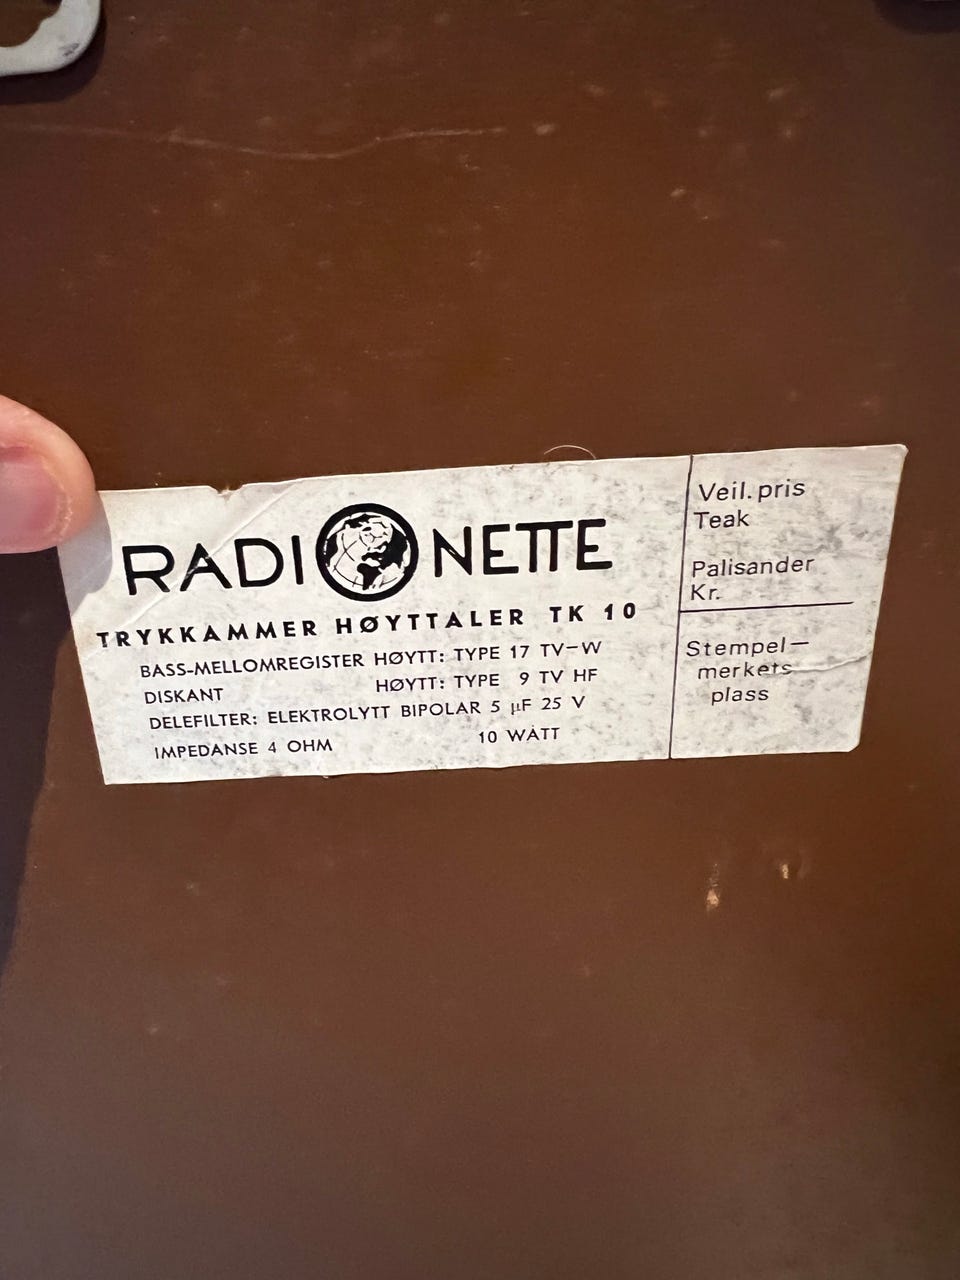 RADIONETTE
TRYKKAMMER HØYTTALER TK 10
BASS-MELLOMREGISTER HØYTT: TYPE 17 TV-W
DISKANT HØYTT: TYPE 9 TV HF
DELEFILTER: ELEKTROLYTT BIPOLAR 5 µF 25 V
IMPEDANSE 4 OHM 10 WATT
Veil. pris
Teak
Palisander
Kr.
Stempel-
merkets
plass